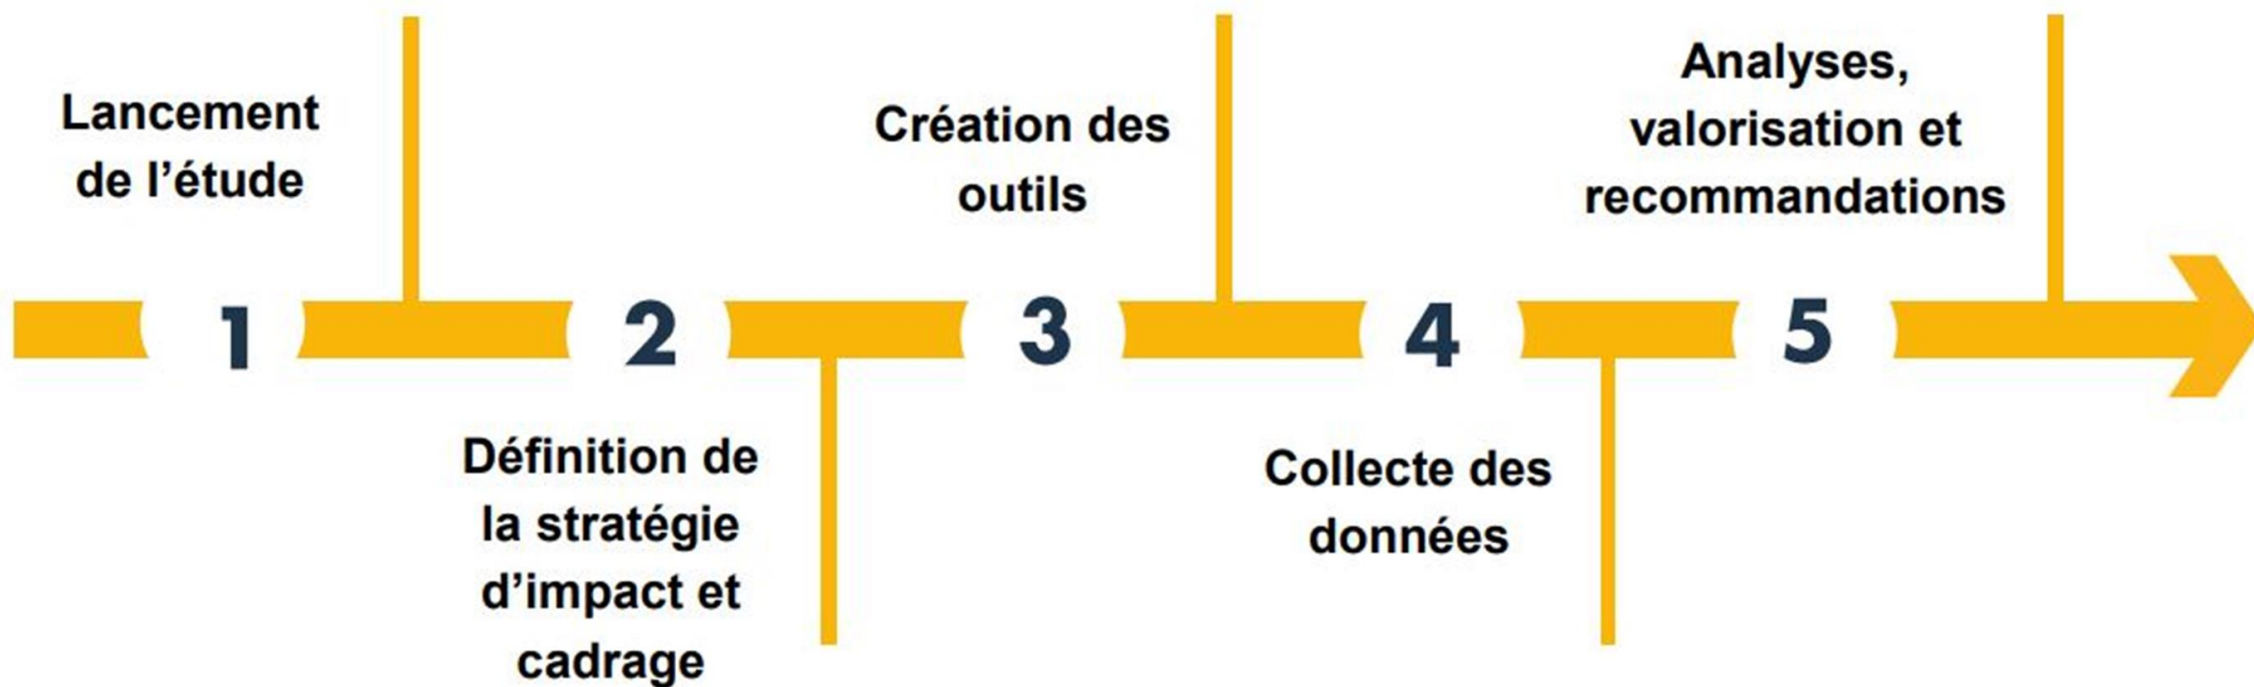 Lancement
de l’étude
1
Définition de
la stratégie
d’impact et
cadrage
2
Création des
outils
3
Collecte des
données
4
Analyses,
valorisation et
recommandations
5